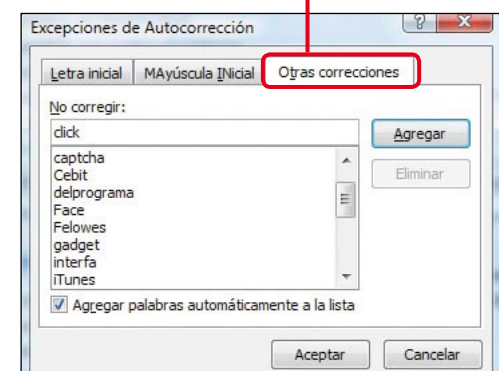 Excepciones de Autocorrección
Letra inicial
MAyúscula INicial
Otras correcciones
No corregir:
click
Agregar
captcha
Cebit
delprograma
Face
Felowes
gadget
interfa
iTunes
Eliminar
Agregar palabras automáticamente a la lista
Aceptar
Cancelar